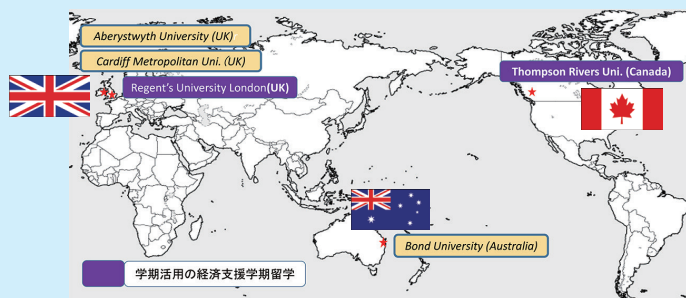 Aberystwyth University (UK)
Cardiff Metropolitan Uni. (UK)
Regent's University London(UK)
Thompson Rivers Uni. (Canada)
Bond University (Australia)
学期活用の経済支援学期留学